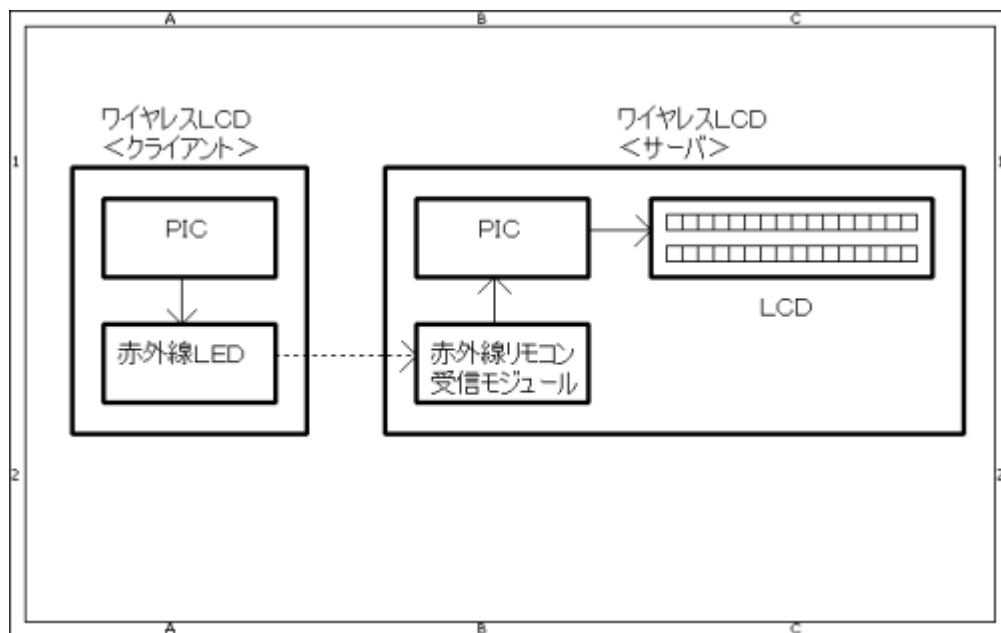 A B C
ワイヤレスLCD
<クライアント>
ワイヤレスLCD
<サーバ>
1 1
PIC
PIC
LCD
赤外線LED
赤外線リモコン
受信モジュール
2 2
A B C